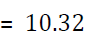 = 10.32